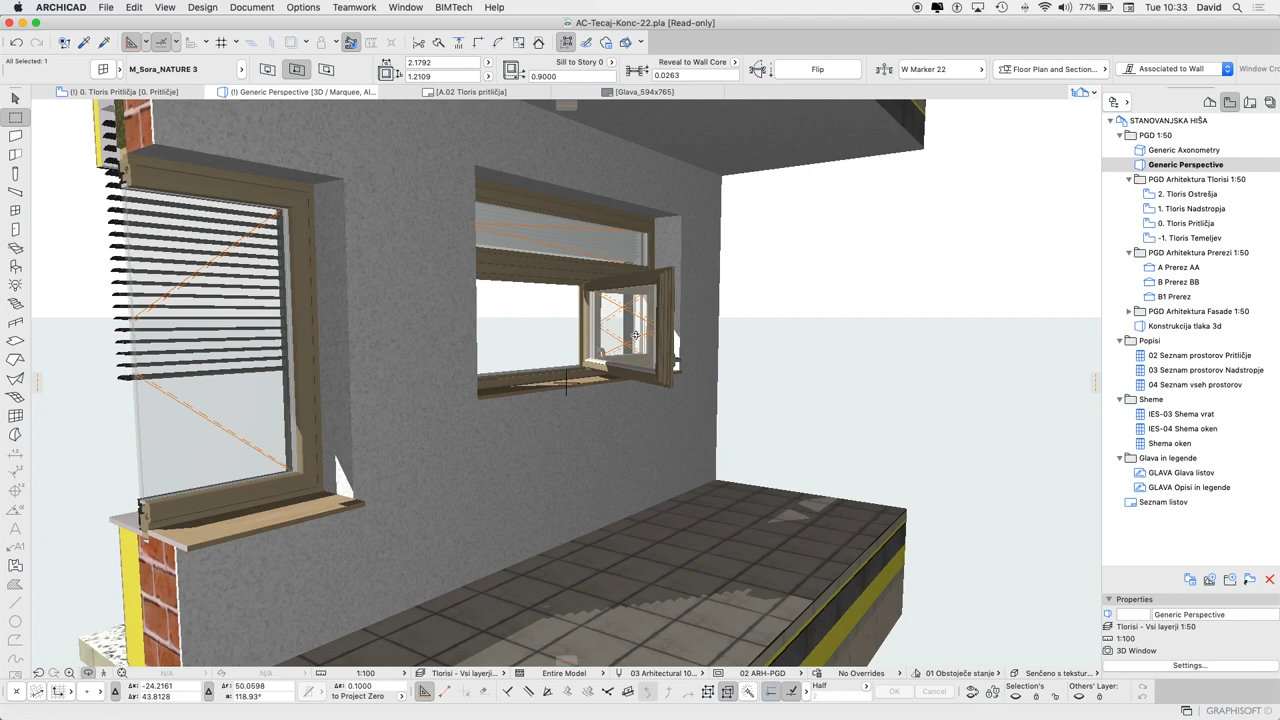 ARCHICAD File Edit View Design Document Options Teamwork Window BIMTech Help 77% Tue 10:33 David
AC-Tecaj-Konc-22.pla [Read-only]
All Selected: 1
M_Sora_NATURE 3
2.1792
1.2109
Sill to Story 0
0.9000
Reveal to Wall Core
0.0263
Flip
W Marker 22
Floor Plan and Section...
Associated to Wall
Window Cr
(!) 0. Tloris Pritličja [0. Pritličje]
(!) Generic Perspective [3D / Marquee, Al...
[A.02 Tloris pritličja]
[Glava_594x765]
STANOVANJSKA HIŠA
PGD 1:50
Generic Axonometry
Generic Perspective
PGD Arhitektura Tlorisi 1:50
2. Tloris Ostrešja
1. Tloris Nadstropja
0. Tloris Pritličja
-1. Tloris Temeljev
PGD Arhitektura Prerezi 1:50
A Prerez AA
B Prerez BB
B1 Prerez
PGD Arhitektura Fasade 1:50
Konstrukcija tlaka 3d
Popisi
02 Seznam prostorov Pritličje
03 Seznam prostorov Nadstropje
04 Seznam vseh prostorov
Sheme
IES-03 Shema vrat
IES-04 Shema oken
Shema oken
Glava in legende
GLAVA Glava listov
GLAVA Opisi in legende
Seznam listov
Properties
Generic Perspective
Tlorisi - Vsi layerji 1:50
1:100
3D Window
Settings...
N/A
N/A
1:100
Tlorisi - Vsi layerji...
Entire Model
03 Arhitektural 10...
02 ARH-PGD
No Overrides
01 Obstoječe stanje
Senčeno s tekstur...
Δx: -24.2161
Δy: 43.8128
Δr: 50.0598
α: 118.93°
Δz: 0.1000
to Project Zero
Half
2
OK
Cancel
Selection's
Others' Layer:
GRAPHISOFT ID